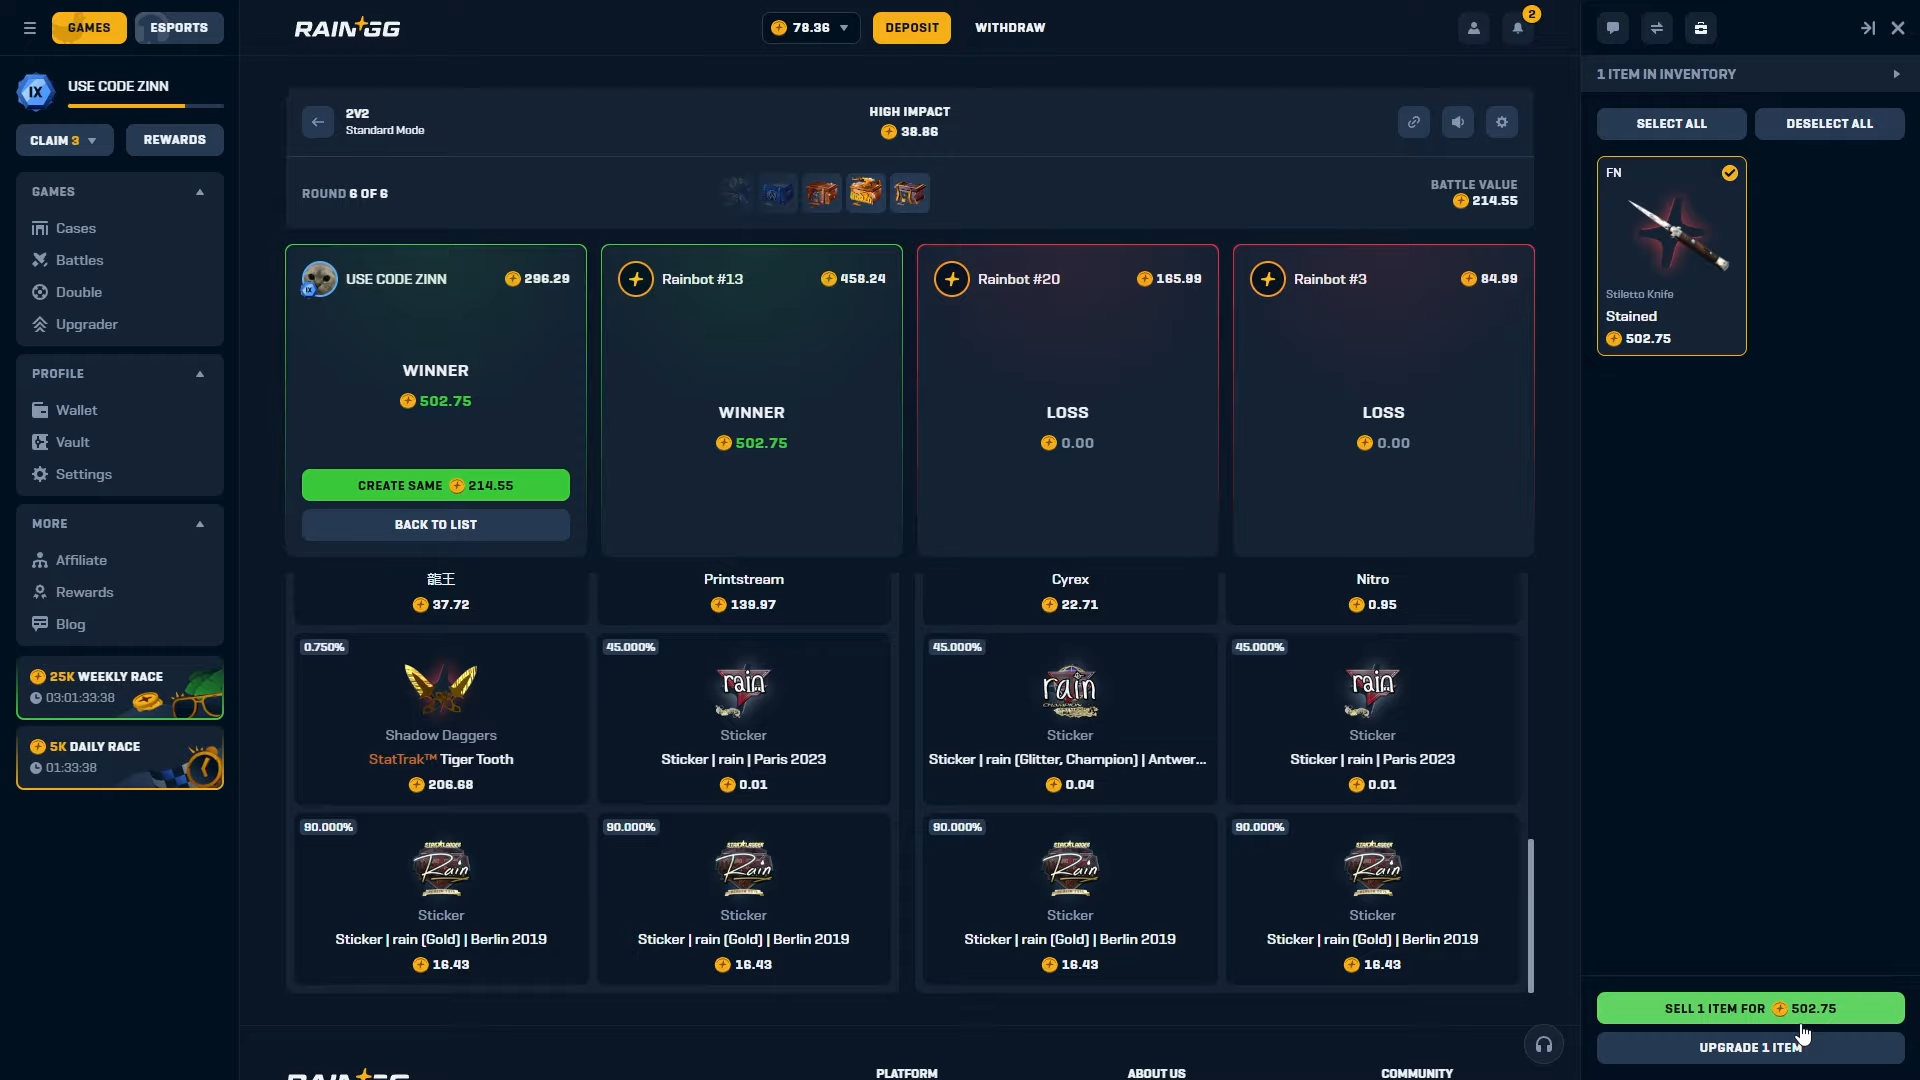 GAMES
ESPORTS
RAIN GG
78.36
DEPOSIT
WITHDRAW
2
IX
USE CODE ZINN
CLAIM 3
REWARDS
GAMES
Cases
Battles
Double
Upgrader
PROFILE
Wallet
Vault
Settings
MORE
Affiliate
Rewards
Blog
25K WEEKLY RACE
03:01:33:38
5K DAILY RACE
01:33:38
2V2
Standard Mode
HIGH IMPACT
38.86
ROUND 6 OF 6
BATTLE VALUE
214.55
USE CODE ZINN
296.29
WINNER
502.75
CREATE SAME 214.55
BACK TO LIST
Rainbot #13
458.24
WINNER
502.75
Rainbot #20
165.99
LOSS
0.00
Rainbot #3
84.99
LOSS
0.00
龍王
37.72
Printstream
139.97
Cyrex
22.71
Nitro
0.95
0.750%
Shadow Daggers
StatTrak™ Tiger Tooth
206.68
45.000%
rain
Sticker
Sticker | rain | Paris 2023
0.01
45.000%
rain
Sticker
Sticker | rain (Glitter, Champion) | Antwer...
0.04
45.000%
rain
Sticker
Sticker | rain | Paris 2023
0.01
90.000%
Rain
Sticker
Sticker | rain (Gold) | Berlin 2019
16.43
90.000%
Rain
Sticker
Sticker | rain (Gold) | Berlin 2019
16.43
90.000%
Rain
Sticker
Sticker | rain (Gold) | Berlin 2019
16.43
90.000%
Rain
Sticker
Sticker | rain (Gold) | Berlin 2019
16.43
RAIN GG
PLATFORM
ABOUT US
COMMUNITY
1 ITEM IN INVENTORY
SELECT ALL
DESELECT ALL
FN
Stiletto Knife
Stained
502.75
SELL 1 ITEM FOR 502.75
UPGRADE 1 ITEM